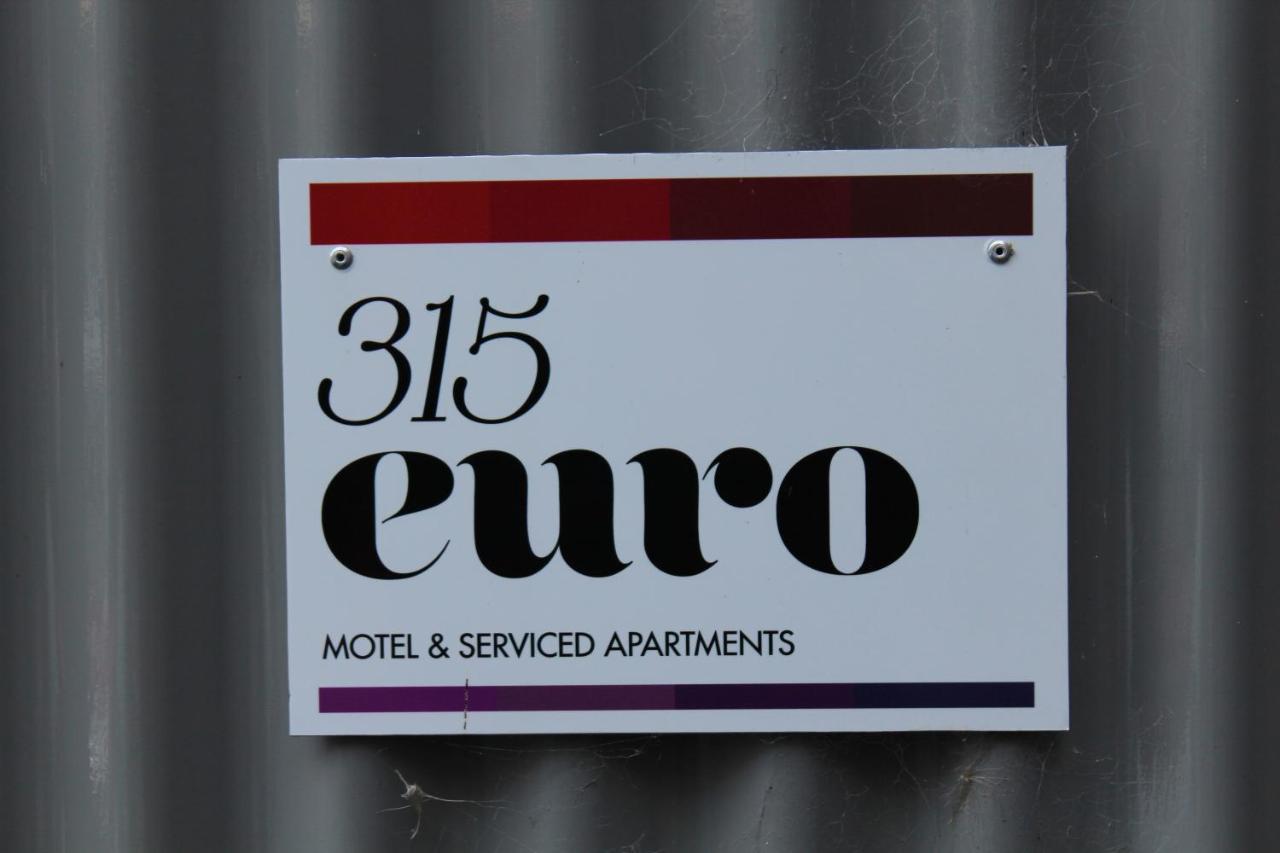 315
euro
MOTEL & SERVICED APARTMENTS